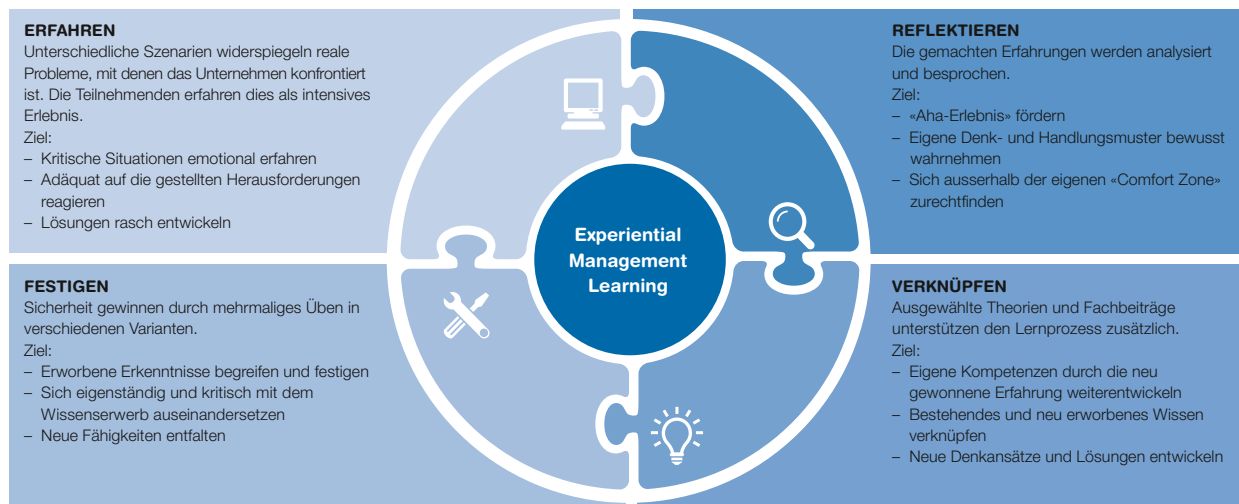 ERFAHREN
Unterschiedliche Szenarien widerspiegeln reale
Probleme, mit denen das Unternehmen konfrontiert
ist. Die Teilnehmenden erfahren dies als intensives
Erlebnis.
Ziel:
– Kritische Situationen emotional erfahren
– Adäquat auf die gestellten Herausforderungen
reagieren
– Lösungen rasch entwickeln
REFLEKTIEREN
Die gemachten Erfahrungen werden analysiert
und besprochen.
Ziel:
– «Aha-Erlebnis» fördern
– Eigene Denk- und Handlungsmuster bewusst
wahrnehmen
– Sich ausserhalb der eigenen «Comfort Zone»
zurechtfinden
Experiential
Management
Learning
FESTIGEN
Sicherheit gewinnen durch mehrmaliges Üben in
verschiedenen Varianten.
Ziel:
– Erworbene Erkenntnisse begreifen und festigen
– Sich eigenständig und kritisch mit dem
Wissenserwerb auseinandersetzen
– Neue Fähigkeiten entfalten
VERKNÜPFEN
Ausgewählte Theorien und Fachbeiträge
unterstützen den Lernprozess zusätzlich.
Ziel:
– Eigene Kompetenzen durch die neu
gewonnene Erfahrung weiterentwickeln
– Bestehendes und neu erworbenes Wissen
verknüpfen
– Neue Denkansätze und Lösungen entwickeln